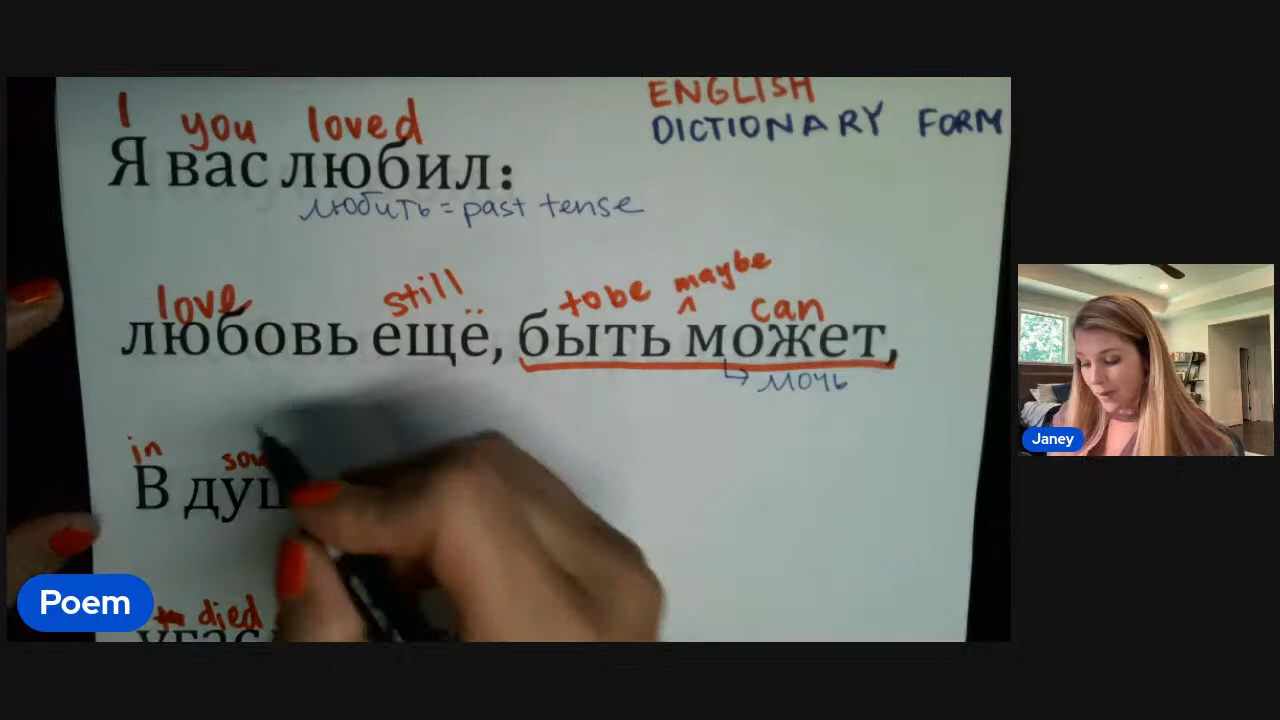 ENGLISH
DICTIONARY FORM
I you loved
Я вас любил:
любить = past tense
love still to be ^ maybe can
любовь ещё, быть может,
мочь
in
В
died
Janey
Poem